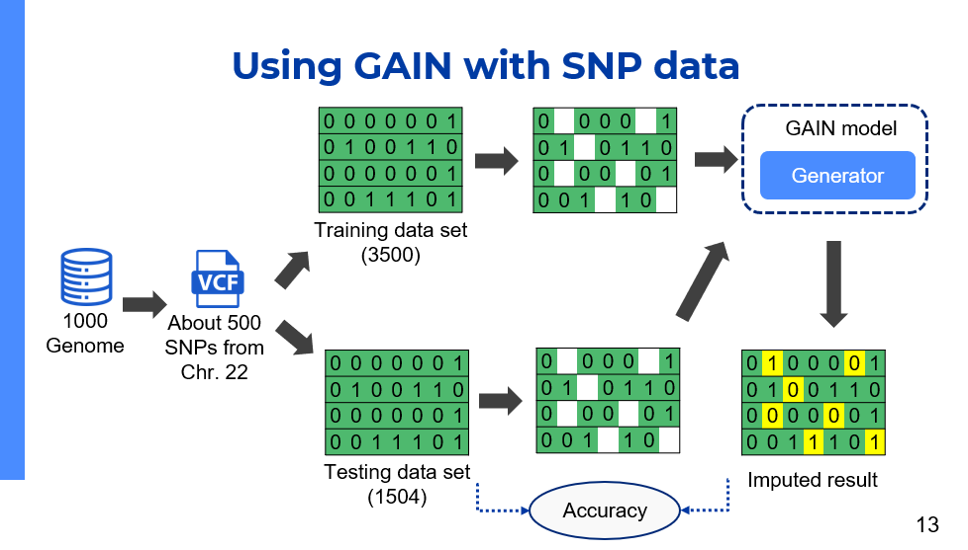 Using GAIN with SNP data
0 0 0 0 0 0 1
0 1 0 0 1 1 0
0 0 0 0 0 0 1
0 0 1 1 1 0 1
Training data set
(3500)
0 0 0 0 1
0 1 0 1 1 0
0 0 0 0 1
0 0 1 1 0
GAIN model
Generator
1000
Genome
VCF
About 500
SNPs from
Chr. 22
0 0 0 0 0 0 1
0 1 0 0 1 1 0
0 0 0 0 0 0 1
0 0 1 1 1 0 1
Testing data set
(1504)
0 0 0 0 1
0 1 0 1 1 0
0 0 0 0 1
0 0 1 1 0
0 1 0 0 0 0 1
0 1 0 0 1 1 0
0 0 0 0 0 0 1
0 0 1 1 1 0 1
Imputed result
Accuracy
13